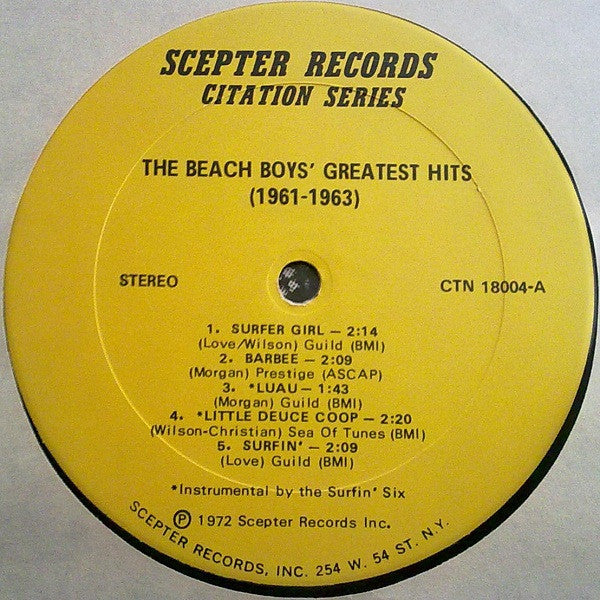 SCEPTER RECORDS
CITATION SERIES
THE BEACH BOYS' GREATEST HITS
(1961-1963)
STEREO
CTN 18004-A
1. SURFER GIRL — 2:14
(Love/Wilson) Guild (BMI)
2. BARBEE — 2:09
(Morgan) Prestige (ASCAP)
3. *LUAU — 1:43
(Morgan) Guild (BMI)
4. *LITTLE DEUCE COOP — 2:20
(Wilson-Christian) Sea Of Tunes (BMI)
5. SURFIN' — 2:09
(Love) Guild (BMI)
*Instrumental by the Surfin' Six
Ⓟ 1972 Scepter Records Inc.
SCEPTER RECORDS, INC. 254 W. 54 ST. N.Y.